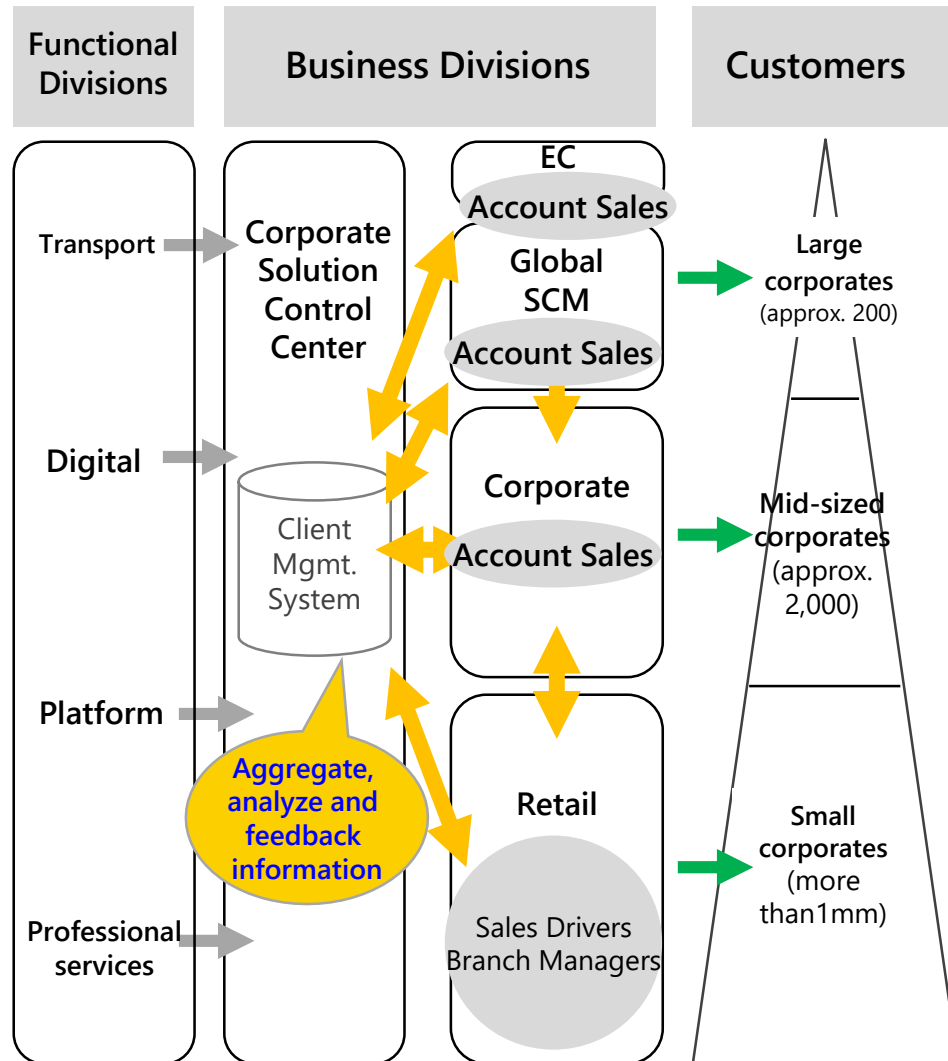 Functional
Divisions
Business Divisions
Customers
Transport
Digital
Platform
Professional
services
Corporate
Solution
Control
Center
Client
Mgmt.
System
Aggregate,
analyze and
feedback
information
EC
Account Sales
Global
SCM
Account Sales
Corporate
Account Sales
Retail
Sales Drivers
Branch Managers
Large
corporates
(approx. 200)
Mid-sized
corporates
(approx.
2,000)
Small
corporates
(more
than1mm)